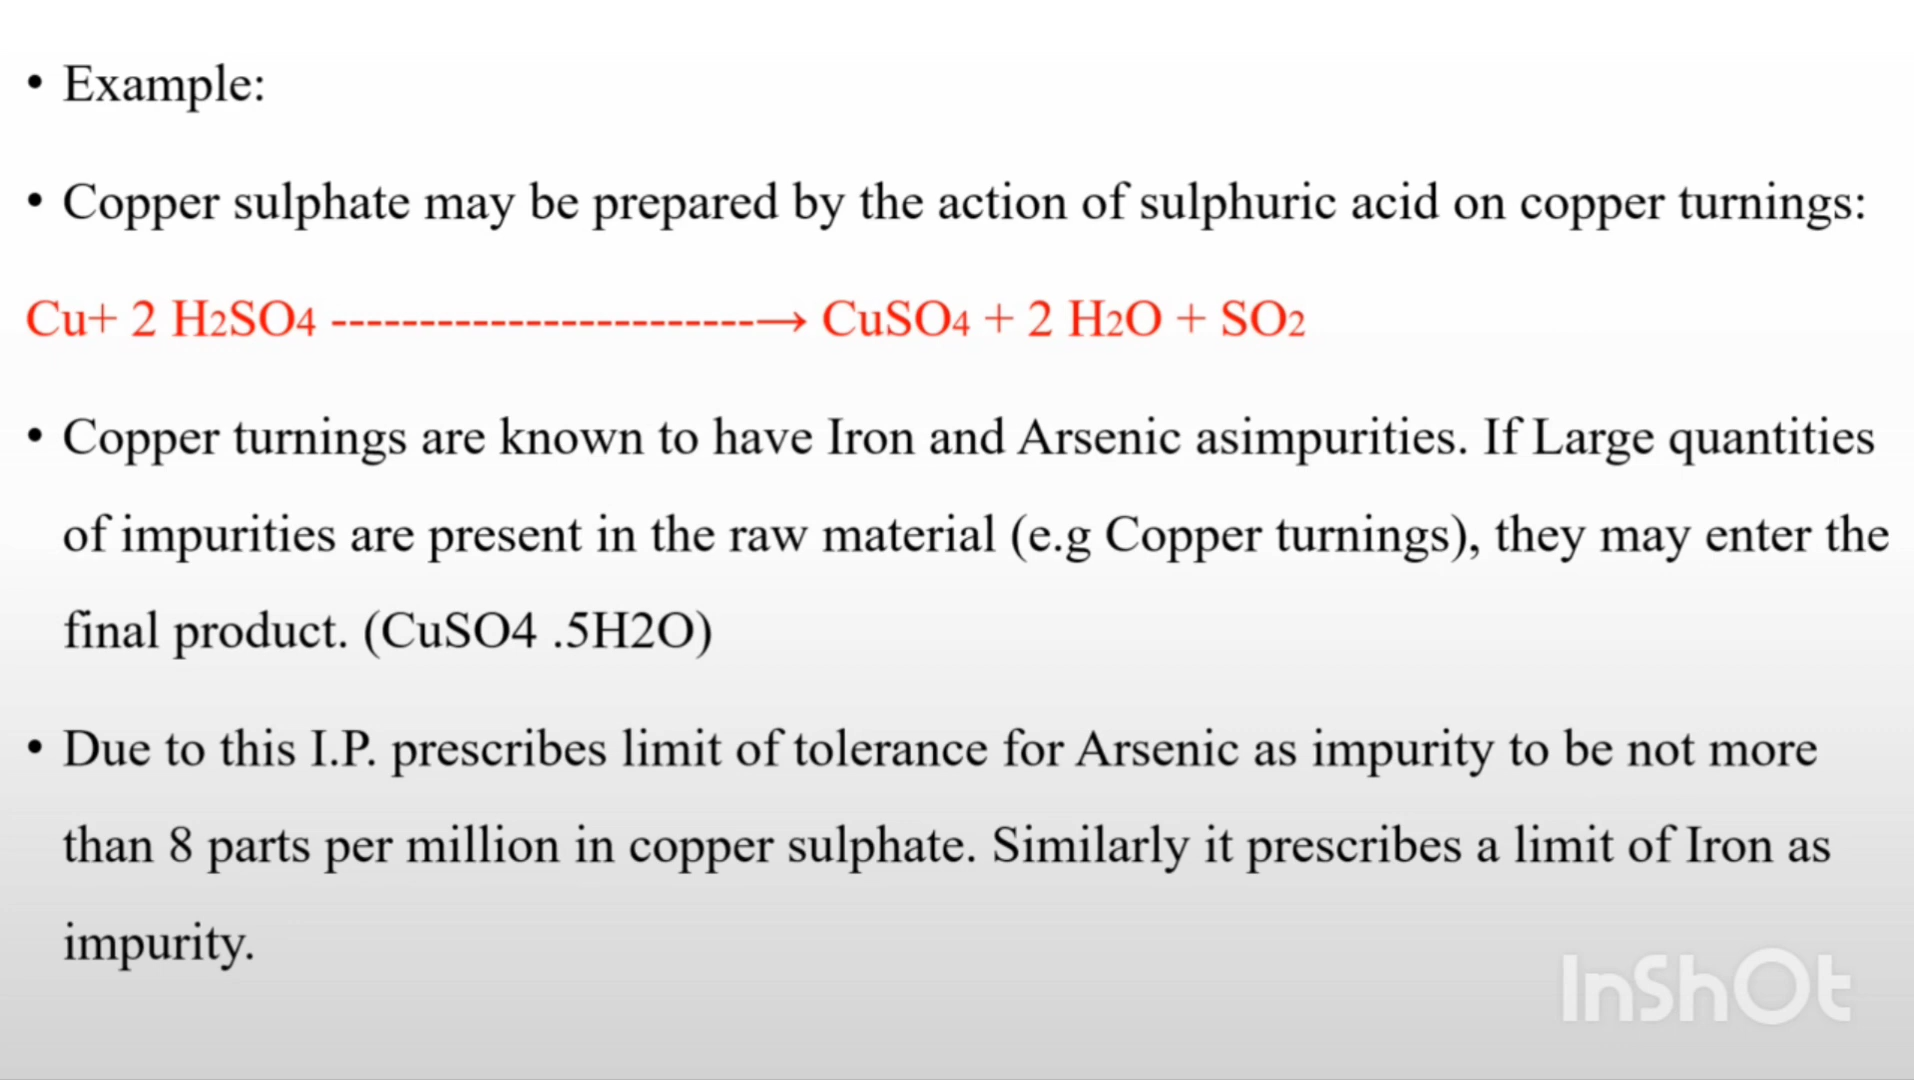 • Example:
• Copper sulphate may be prepared by the action of sulphuric acid on copper turnings:
Cu+ 2 H2SO4 ------------------------→ CuSO4 + 2 H2O + SO2
• Copper turnings are known to have Iron and Arsenic asimpurities. If Large quantities
of impurities are present in the raw material (e.g Copper turnings), they may enter the
final product. (CuSO4 .5H2O)
• Due to this I.P. prescribes limit of tolerance for Arsenic as impurity to be not more
than 8 parts per million in copper sulphate. Similarly it prescribes a limit of Iron as
impurity.
InShOt